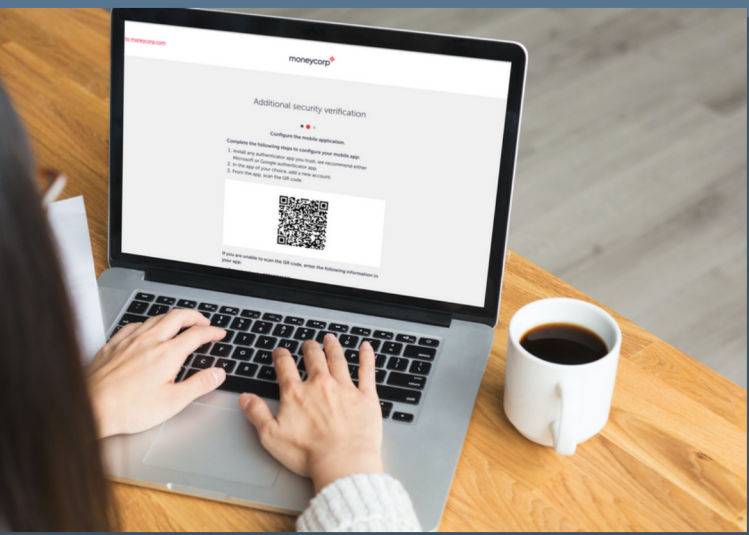 to moneycorp.com
moneycorp
Additional security verification
Configure the mobile application.
Complete the following steps to configure your mobile app:
1. Install any authenticator app you trust, we recommend either
Microsoft or Google authenticator app.
2. In the app of your choice, add a new account.
3. From the app, scan the QR code.
If you are unable to scan the QR code, enter the following information in
your app: